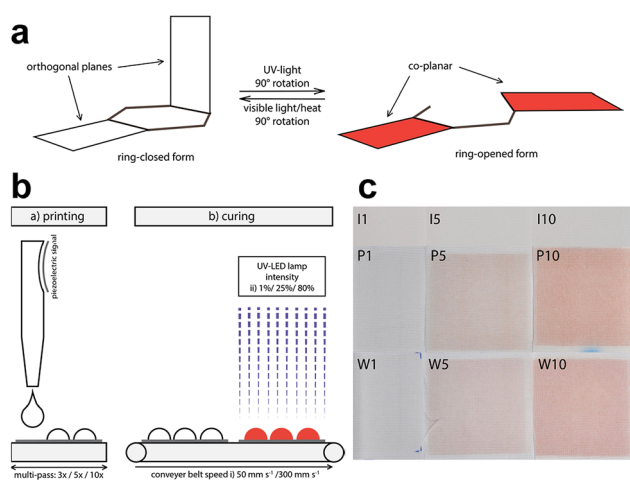 a
orthogonal planes
ring-closed form
UV-light
90° rotation
visible light/heat
90° rotation
co-planar
ring-opened form
b
a) printing
b) curing
piezoelectric signal
UV-LED lamp
intensity
ii) 1%/ 25%/ 80%
multi-pass: 3x / 5x / 10x
conveyer belt speed i) 50 mm s⁻¹ /300 mm s⁻¹
c
I1 I5 I10
P1 P5 P10
W1 W5 W10